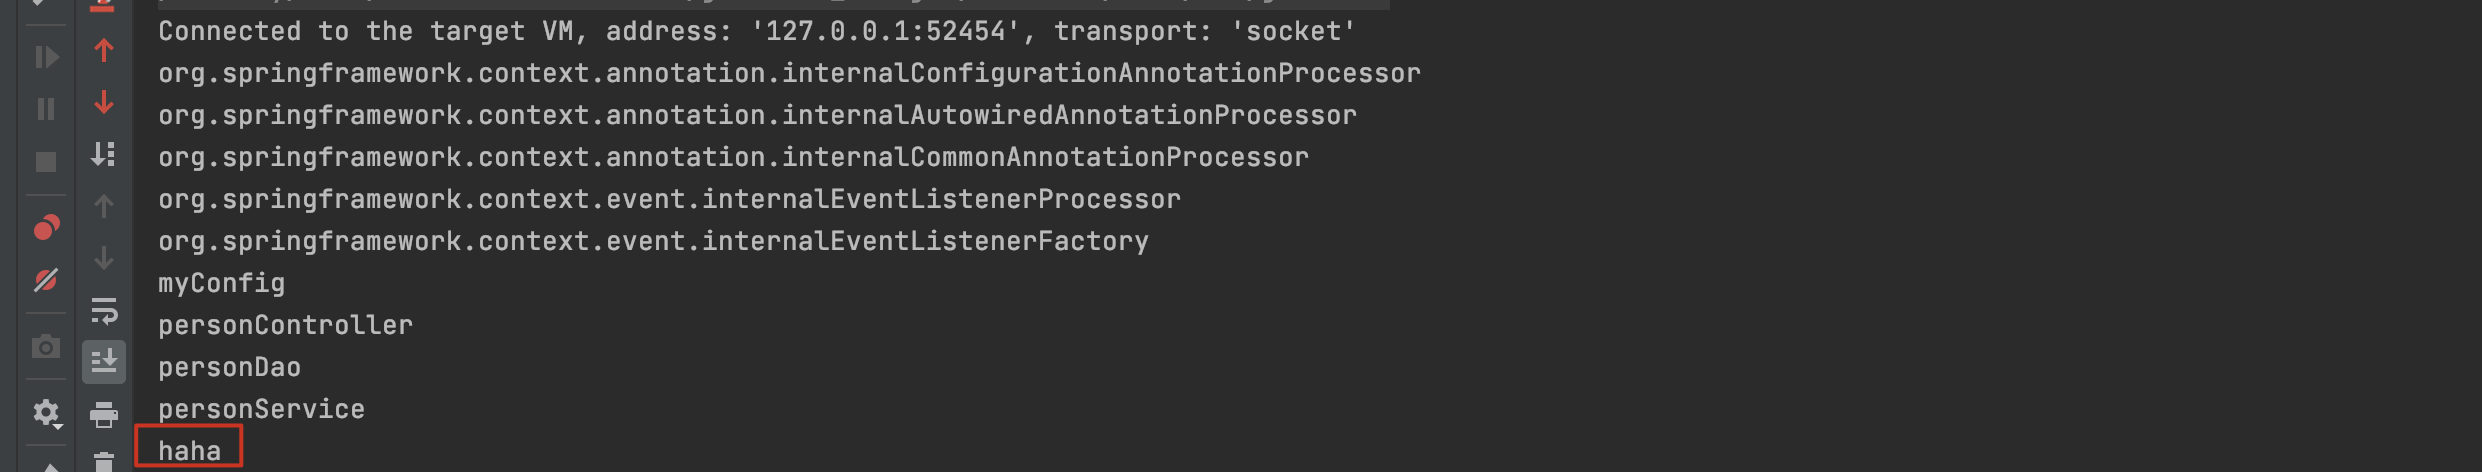 Connected to the target VM, address: '127.0.0.1:52454', transport: 'socket'
org.springframework.context.annotation.internalConfigurationAnnotationProcessor
org.springframework.context.annotation.internalAutowiredAnnotationProcessor
org.springframework.context.annotation.internalCommonAnnotationProcessor
org.springframework.context.event.internalEventListenerProcessor
org.springframework.context.event.internalEventListenerFactory
myConfig
personController
personDao
personService
haha